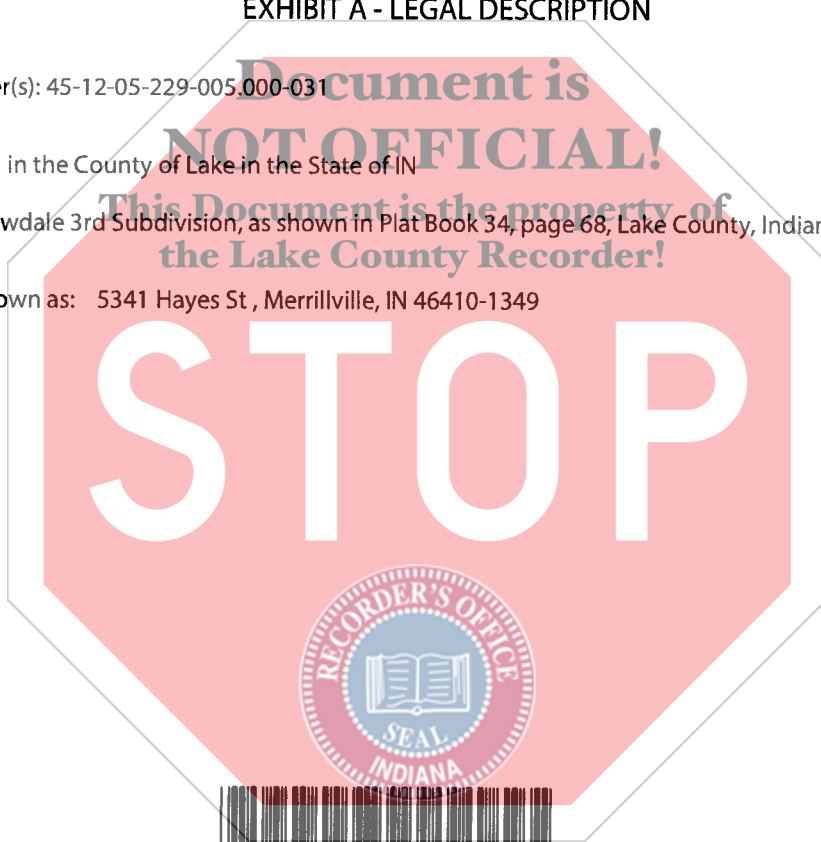 EXHIBIT A - LEGAL DESCRIPTION
Document is
r(s): 45-12-05-229-005.000-031
NOT OFFICIAL!
in the County of Lake in the State of IN
This Document is the property of
wdale 3rd Subdivision, as shown in Plat Book 34, page 68, Lake County, Indian
the Lake County Recorder!
own as: 5341 Hayes St , Merrillville, IN 46410-1349
STOP
RECORDER'S OFFICE
SEAL
INDIANA